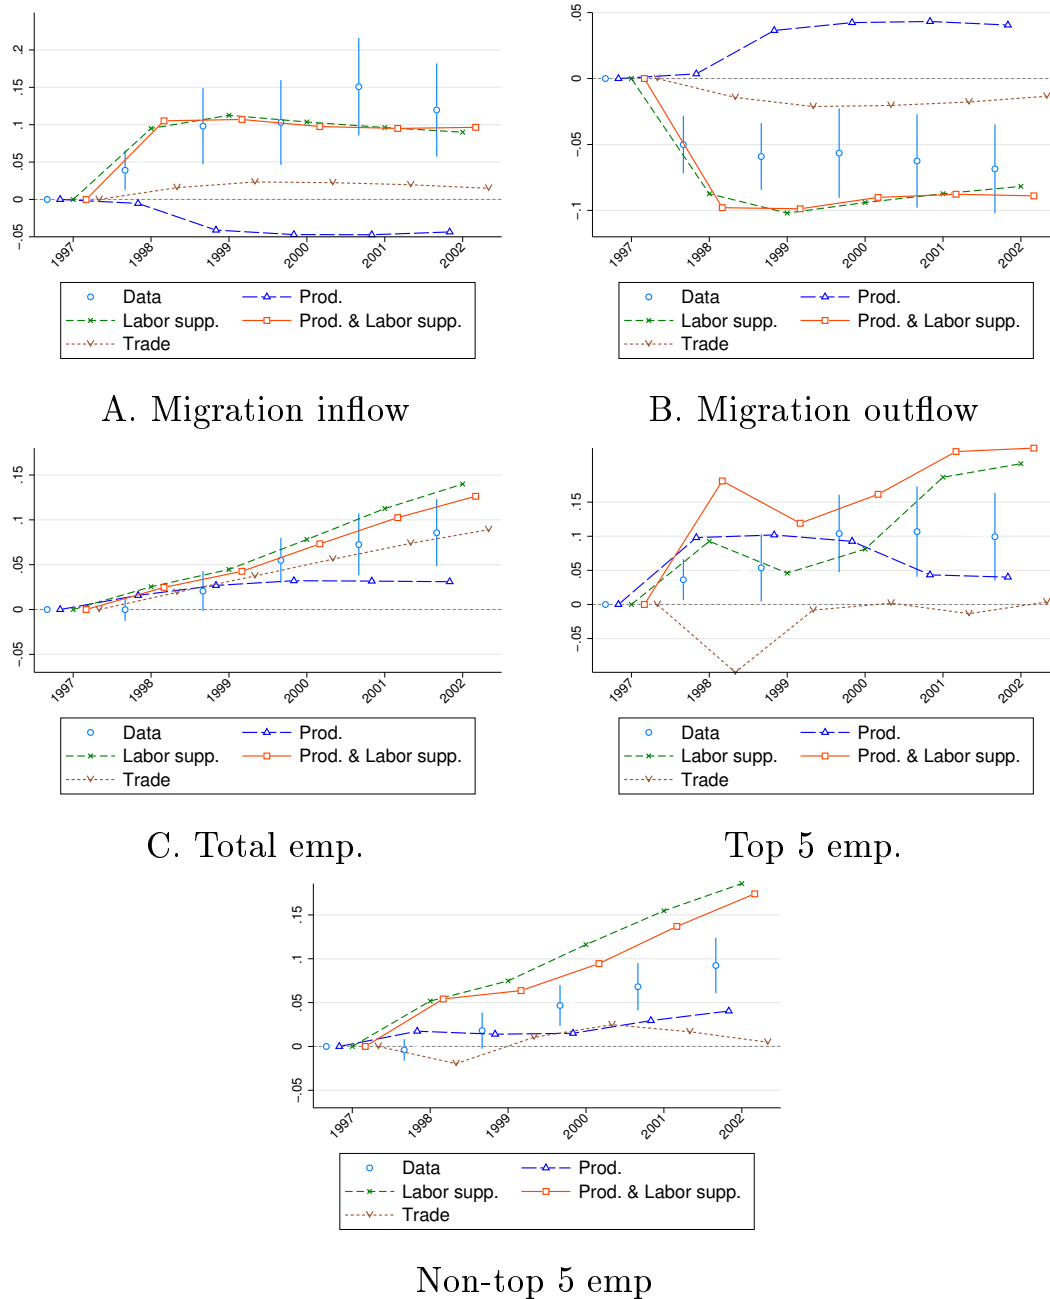 .2
.15
.1
.05
0
-.05
1997 1998 1999 2000 2001 2002
Data Prod.
Labor supp. Prod. & Labor supp.
Trade
A. Migration inflow
.05
0
-.05
-.1
1997 1998 1999 2000 2001 2002
Data Prod.
Labor supp. Prod. & Labor supp.
Trade
B. Migration outflow
.15
.1
.05
0
-.05
1997 1998 1999 2000 2001 2002
Data Prod.
Labor supp. Prod. & Labor supp.
Trade
C. Total emp.
.15
.1
.05
0
-.05
1997 1998 1999 2000 2001 2002
Data Prod.
Labor supp. Prod. & Labor supp.
Trade
Top 5 emp.
.15
.1
.05
0
-.05
1997 1998 1999 2000 2001 2002
Data Prod.
Labor supp. Prod. & Labor supp.
Trade
Non-top 5 emp